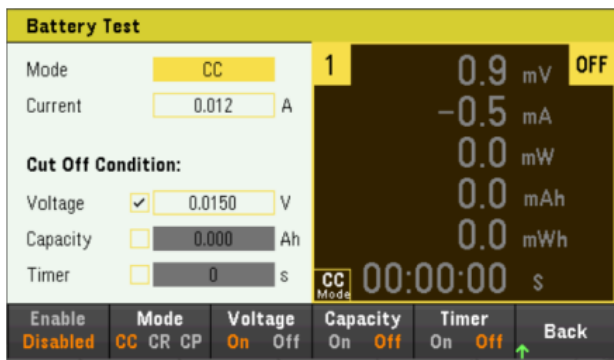 Battery Test
Mode CC
Current 0.012 A
Cut Off Condition:
Voltage 0.0150 V
Capacity 0.000 Ah
Timer 0 s
1 0.9 mV OFF
-0.5 mA
0.0 mW
0.0 mAh
0.0 mWh
CC Mode 00:00:00 s
Enable Mode Voltage Capacity Timer Back
Disabled CC CR CP On Off On Off On Off